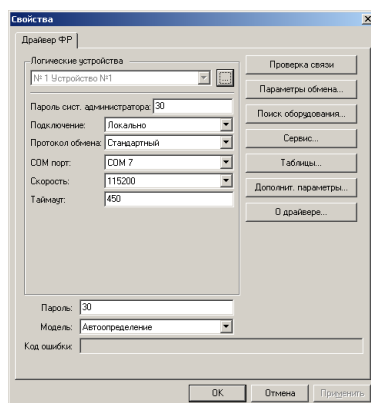 Свойства
Драйвер ФР
Логические устройства
№ 1 Устройство №1
...
Пароль сист. администратора: 30
Подключение: Локально
Протокол обмена: Стандартный
COM порт: COM 7
Скорость: 115200
Таймаут: 450
Проверка связи
Параметры обмена...
Поиск оборудования...
Сервис...
Таблицы...
Дополнит. параметры...
О драйвере...
Пароль: 30
Модель: Автоопределение
Код ошибки:
ОК
Отмена
Применить